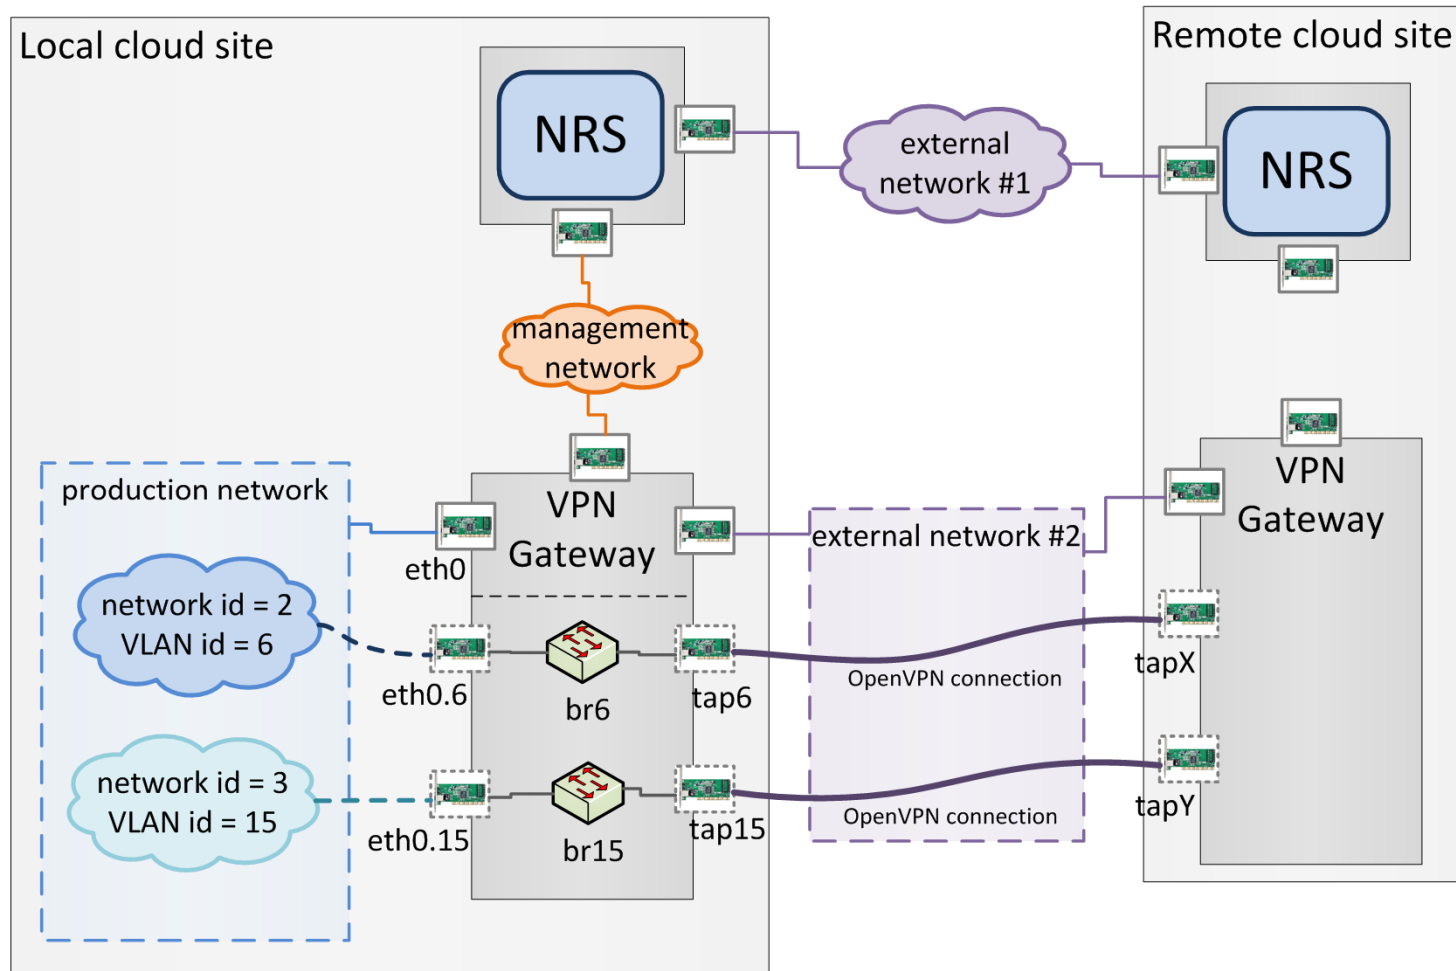 Local cloud site
Remote cloud site
NRS
external
network #1
NRS
management
network
production network
VPN
Gateway
eth0
external network #2
VPN
Gateway
network id = 2
VLAN id = 6
eth0.6
br6
tap6
OpenVPN connection
tapX
network id = 3
VLAN id = 15
eth0.15
br15
tap15
OpenVPN connection
tapY